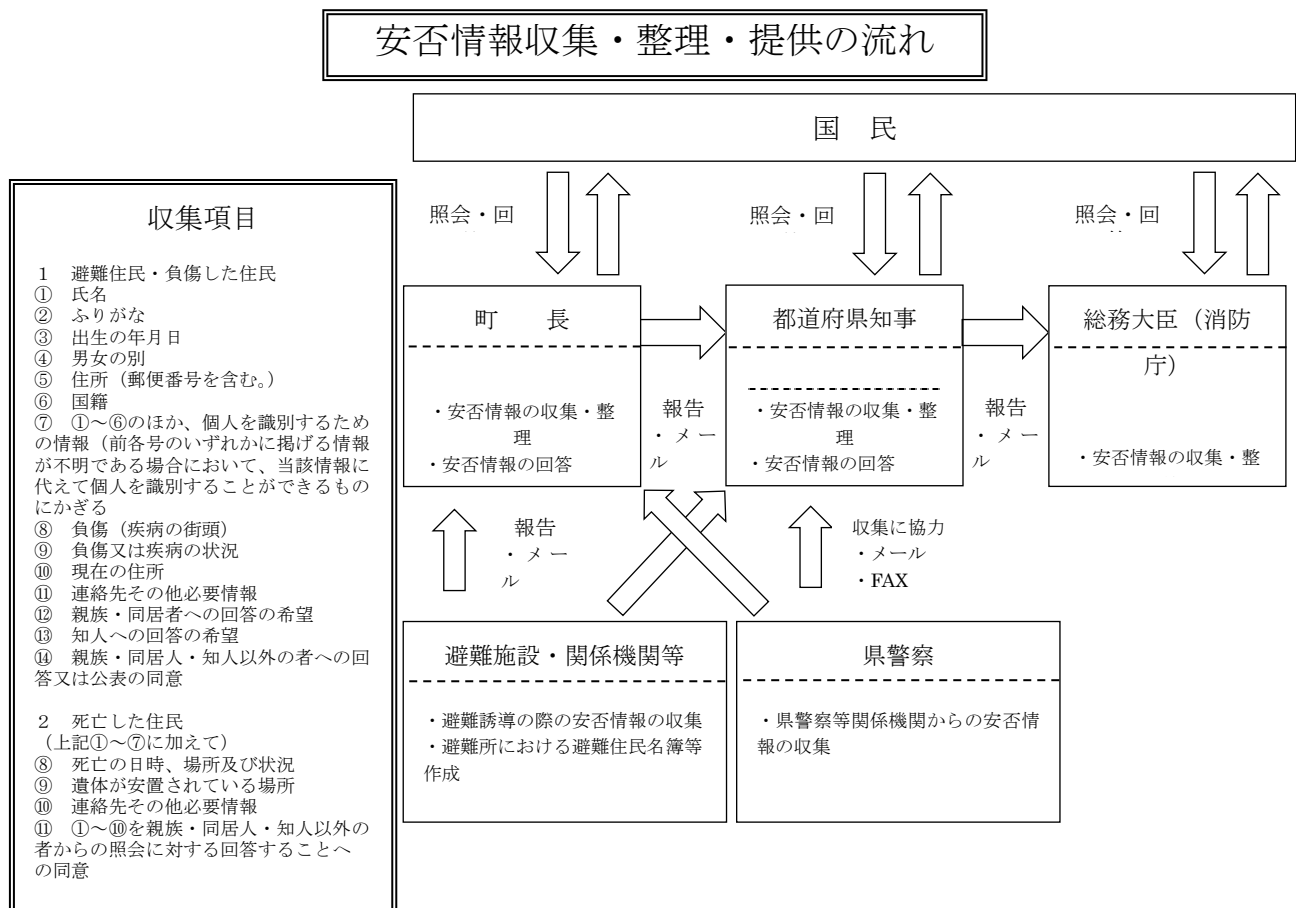 安否情報収集・整理・提供の流れ
国 民
収集項目
1 避難住民・負傷した住民
① 氏名
② ふりがな
③ 出生の年月日
④ 男女の別
⑤ 住所（郵便番号を含む。）
⑥ 国籍
⑦ ①～⑥のほか、個人を識別するため
の情報（前各号のいずれかに掲げる情報
が不明である場合において、当該情報に
代えて個人を識別することができるもの
にかぎる
⑧ 負傷（疾病の街頭）
⑨ 負傷又は疾病の状況
⑩ 現在の住所
⑪ 連絡先その他必要情報
⑫ 親族・同居者への回答の希望
⑬ 知人への回答の希望
⑭ 親族・同居人・知人以外の者への回
答又は公表の同意
2 死亡した住民
（上記①～⑦に加えて）
⑧ 死亡の日時、場所及び状況
⑨ 遺体が安置されている場所
⑩ 連絡先その他必要情報
⑪ ①～⑩を親族・同居人・知人以外の
者からの照会に対する回答することへ
の同意
照会・回
照会・回
照会・回
町 長
・安否情報の収集・整
理
・安否情報の回答
報告
・メー
ル
都道府県知事
・安否情報の収集・整
理
・安否情報の回答
報告
・メー
ル
総務大臣（消防
庁）
・安否情報の収集・整
報告
・メー
ル
収集に協力
・メール
・FAX
避難施設・関係機関等
・避難誘導の際の安否情報の収集
・避難所における避難住民名簿等
作成
県警察
・県警察等関係機関からの安否情
報の収集